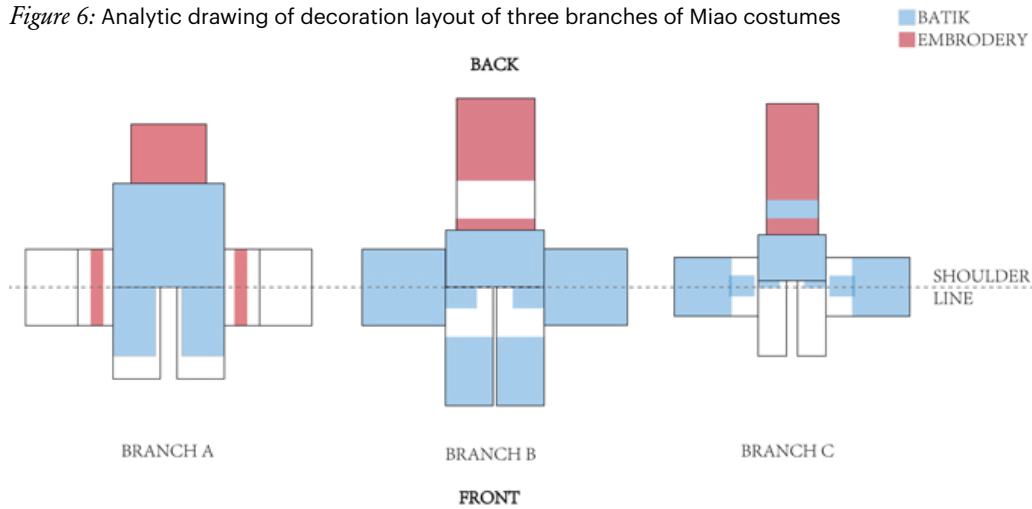 Figure 6: Analytic drawing of decoration layout of three branches of Miao costumes
BATIK
EMBRODERY
BACK
SHOULDER
LINE
BRANCH A
BRANCH B
BRANCH C
FRONT